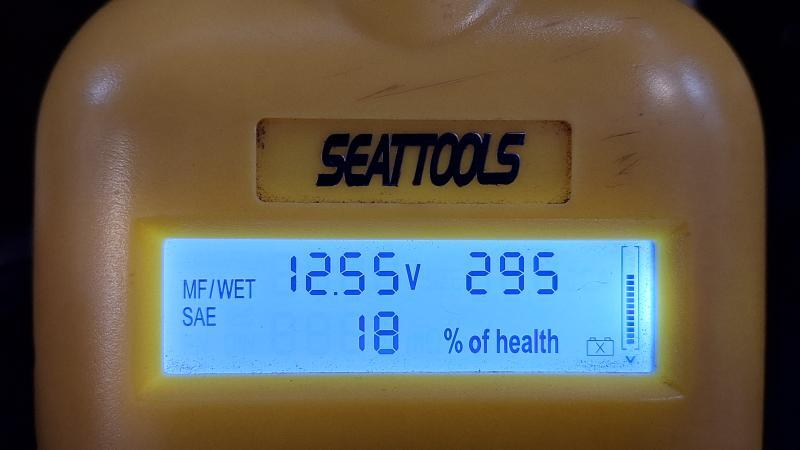 SEATTOOLS
MF/WET 12.55V 295
SAE 18 % of health